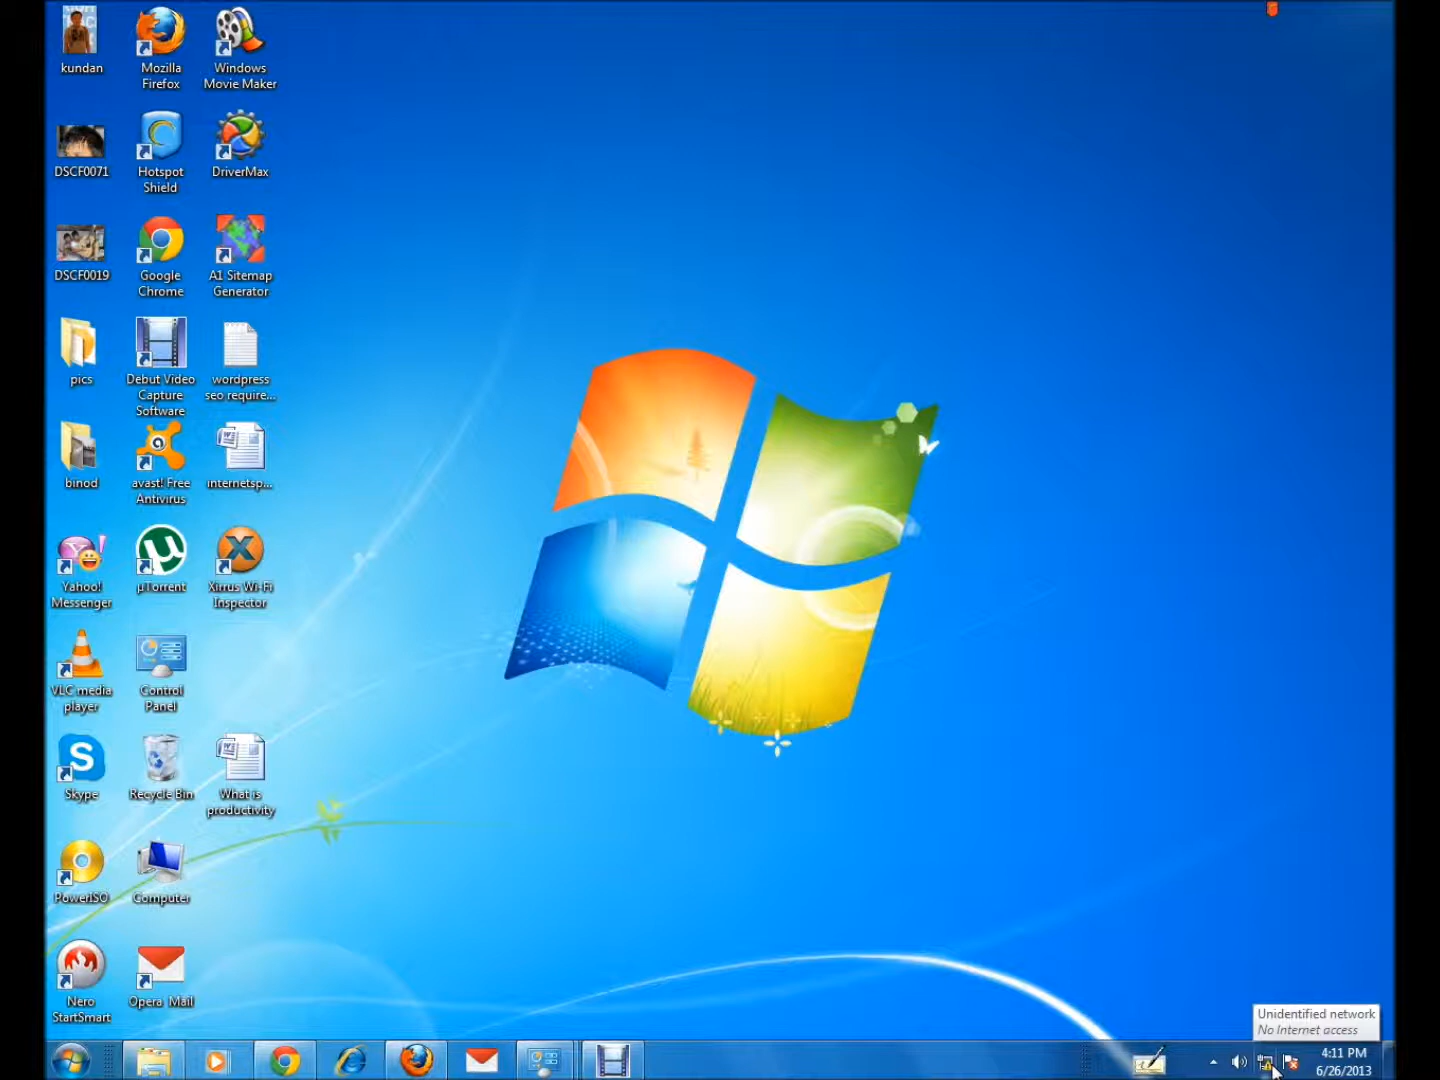 kundan
Mozilla
Firefox
Windows
Movie Maker
DSCF0071
Hotspot
Shield
DriverMax
DSCF0019
Google
Chrome
A1 Sitemap
Generator
pics
Debut Video
Capture
Software
wordpress
seo require...
binod
avast! Free
Antivirus
internetsp...
Yahoo!
Messenger
µTorrent
Xirrus Wi-Fi
Inspector
VLC media
player
Control
Panel
Skype
Recycle Bin
What is
productivity
PowerISO
Computer
Nero
StartSmart
Opera Mail
Unidentified network
No Internet access
4:11 PM
6/26/2013